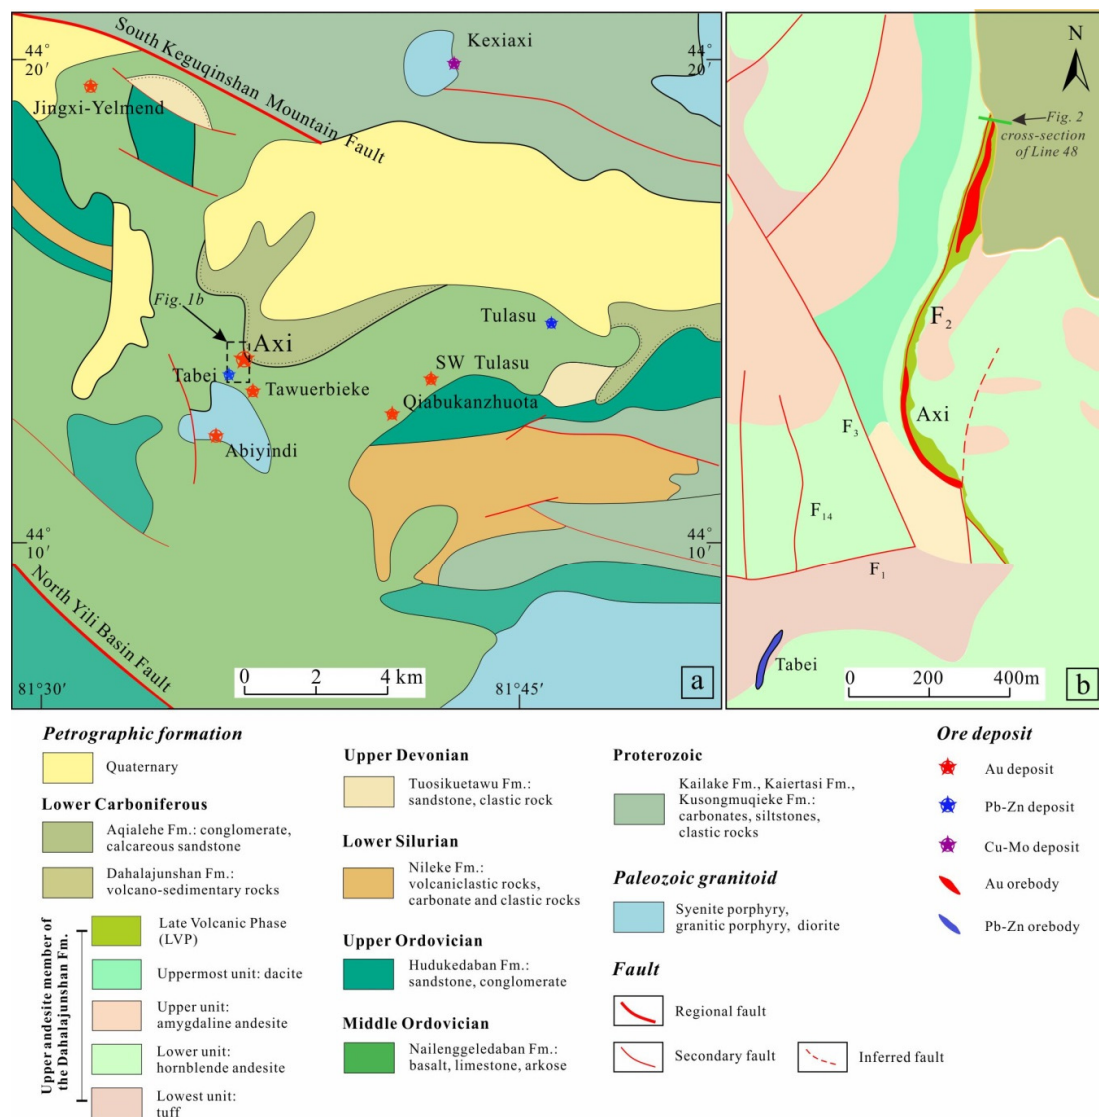 44°
20′
South Keguqinshan Mountain Fault
Kexiaxi
44°
20′
Jingxi-Yelmend
Fig. 1b
Axi
Tulasu
Tabei
SW Tulasu
Tawuerbieke
Qiabukanzhuota
Abiyindi
44°
10′
44°
10′
North Yili Basin Fault
0 2 4 km
81°30′
81°45′
a
N
Fig. 2
cross-section
of Line 48
F2
Axi
F3
F14
F1
Tabei
0 200 400m
b
Petrographic formation
Quaternary
Lower Carboniferous
Aqialehe Fm.: conglomerate,
calcareous sandstone
Dahalajunshan Fm.:
volcano-sedimentary rocks
Upper andesite member of
the Dahalajunshan Fm.
Late Volcanic Phase
(LVP)
Uppermost unit: dacite
Upper unit:
amygdaline andesite
Lower unit:
hornblende andesite
Lowest unit:
tuff
Upper Devonian
Tuosikuetawu Fm.:
sandstone, clastic rock
Lower Silurian
Nileke Fm.:
volcaniclastic rocks,
carbonate and clastic rocks
Upper Ordovician
Hudukedaban Fm.:
sandstone, conglomerate
Middle Ordovician
Nailenggeledaban Fm.:
basalt, limestone, arkose
Proterozoic
Kailake Fm., Kaiertasi Fm.,
Kusongmuqieke Fm.:
carbonates, siltstones,
clastic rocks
Paleozoic granitoid
Syenite porphyry,
granitic porphyry, diorite
Fault
Regional fault
Secondary fault
Inferred fault
Ore deposit
Au deposit
Pb-Zn deposit
Cu-Mo deposit
Au orebody
Pb-Zn orebody